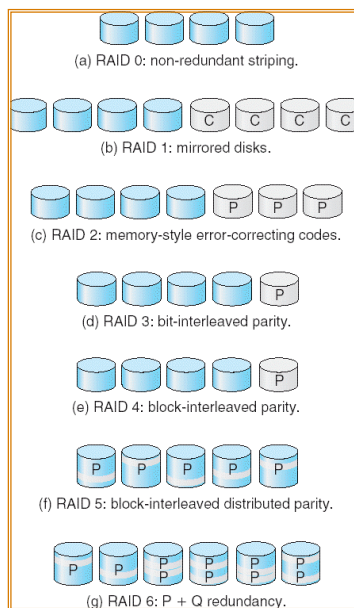 (a) RAID 0: non-redundant striping.
C C C C
(b) RAID 1: mirrored disks.
P P P
(c) RAID 2: memory-style error-correcting codes.
P
(d) RAID 3: bit-interleaved parity.
P
(e) RAID 4: block-interleaved parity.
P P P P P
(f) RAID 5: block-interleaved distributed parity.
P P P P
P P P P P P
(g) RAID 6: P + Q redundancy.